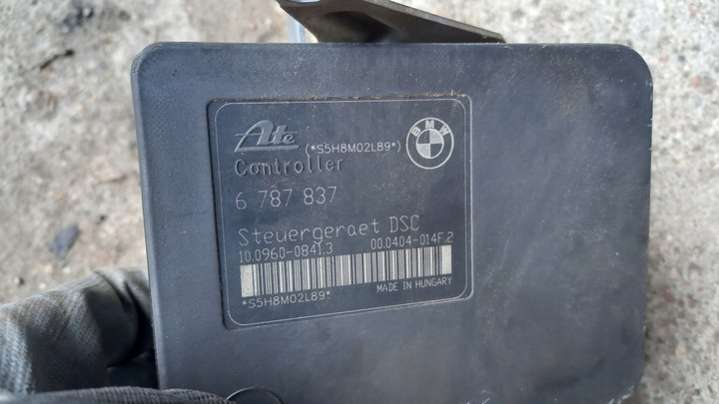 Ate (*S5H8M02L89*) BMW
Controller
6 787 837
Steuergeraet DSC
10.0960-0841.3 00.0404-014F.2
MADE IN HUNGARY
*S5H8M02L89*